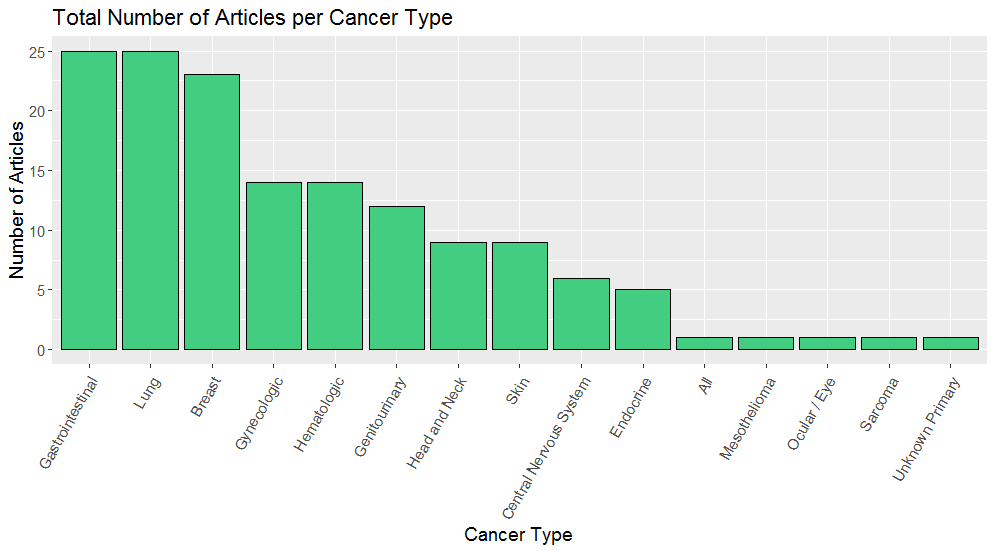 Total Number of Articles per Cancer Type
Number of Articles
25
20
15
10
5
0
Gastrointestinal
Lung
Breast
Gynecologic
Hematologic
Genitourinary
Head and Neck
Skin
Central Nervous System
Endocrine
All
Mesothelioma
Ocular / Eye
Sarcoma
Unknown Primary
Cancer Type